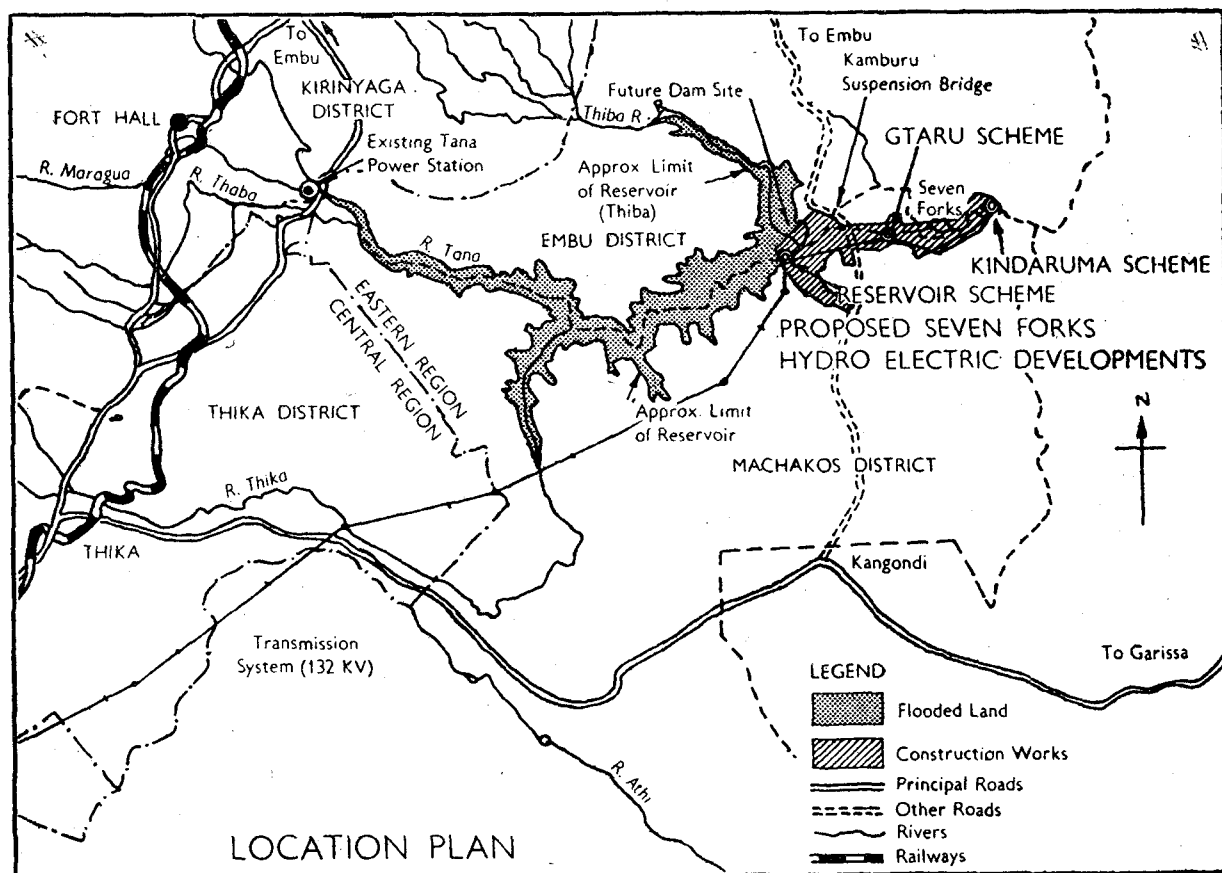 To
Embu
KIRINYAGA
DISTRICT
FORT HALL
R. Maragua
R. Thaba
Existing Tana
Power Station
Thiba R.
Future Dam Site
To Embu
Kamburu
Suspension Bridge
GTARU SCHEME
Approx Limit
of Reservoir
(Thiba)
EMBU DISTRICT
Seven
Forks
R. Tana
KINDARUMA SCHEME
RESERVOIR SCHEME
PROPOSED SEVEN FORKS
HYDRO ELECTRIC DEVELOPMENTS
EASTERN REGION
CENTRAL REGION
THIKA DISTRICT
Approx. Limit
of Reservoir
N
MACHAKOS DISTRICT
R. Thika
THIKA
Kangondi
Transmission
System (132 KV)
To Garissa
R. Athi
LEGEND
Flooded Land
Construction Works
Principal Roads
Other Roads
Rivers
Railways
LOCATION PLAN